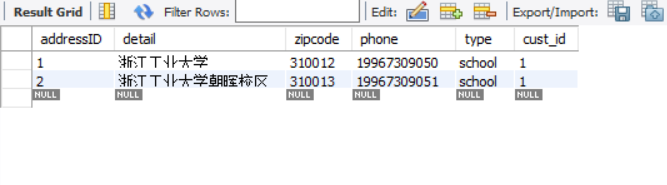 Result Grid Filter Rows: Edit: Export/Import:
addressID detail zipcode phone type cust_id
1 浙江工业大学 310012 19967309050 school 1
2 浙江工业大学朝晖校区 310013 19967309051 school 1
NULL NULL NULL NULL NULL NULL